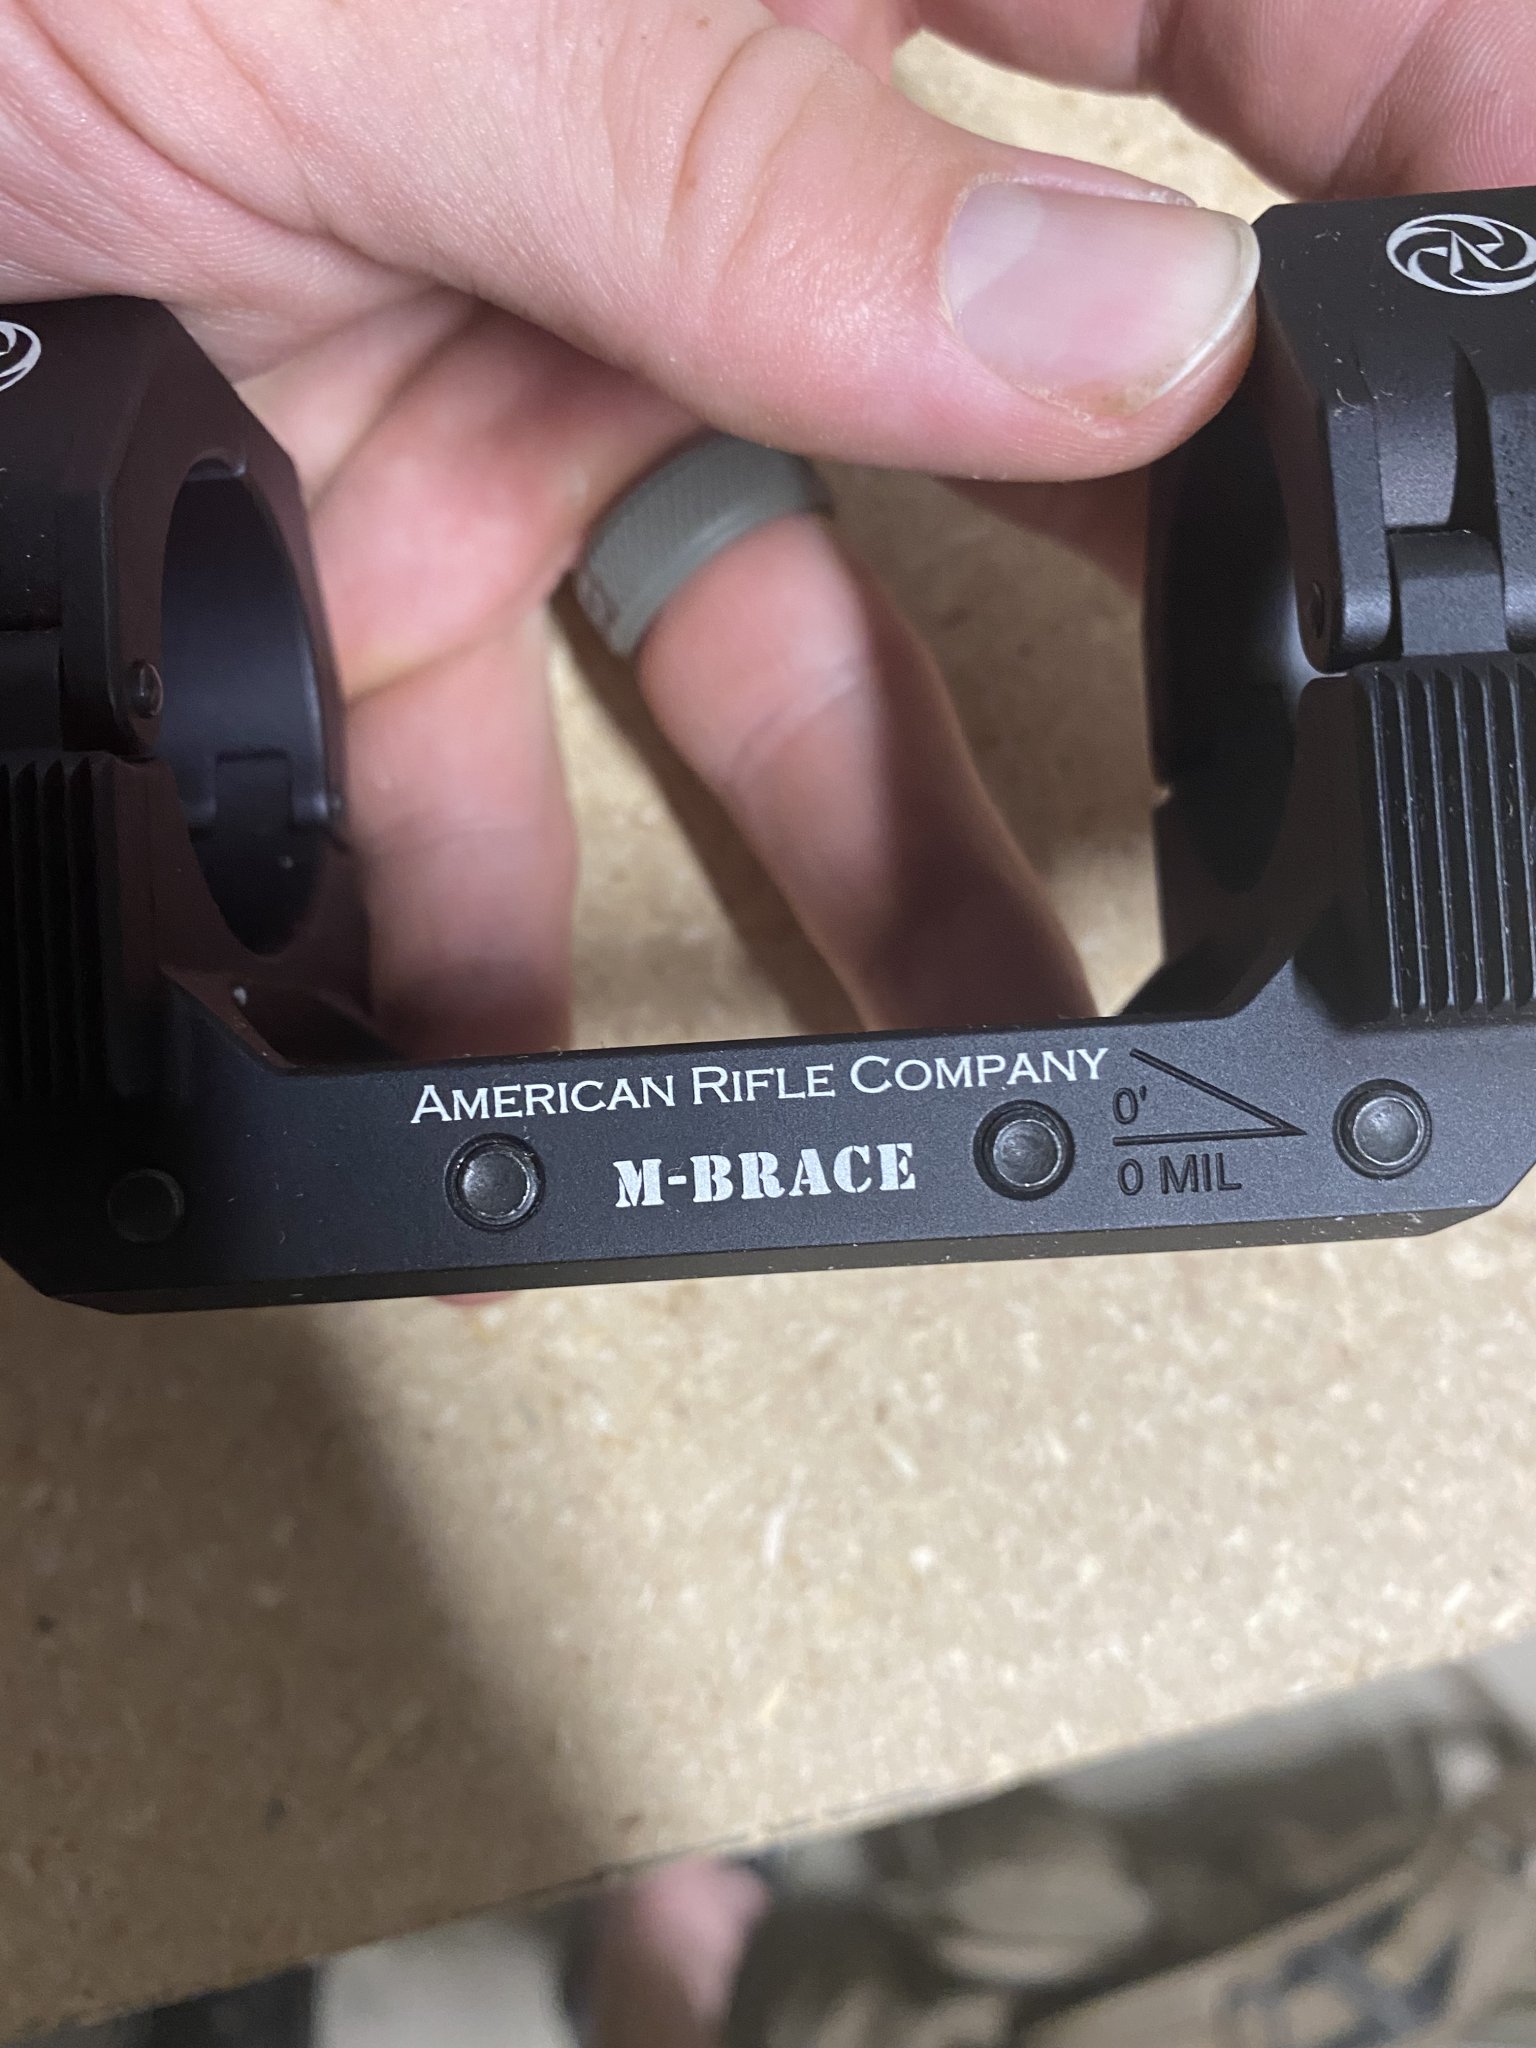 AMERICAN RIFLE COMPANY
M-BRACE
0'
0 MIL